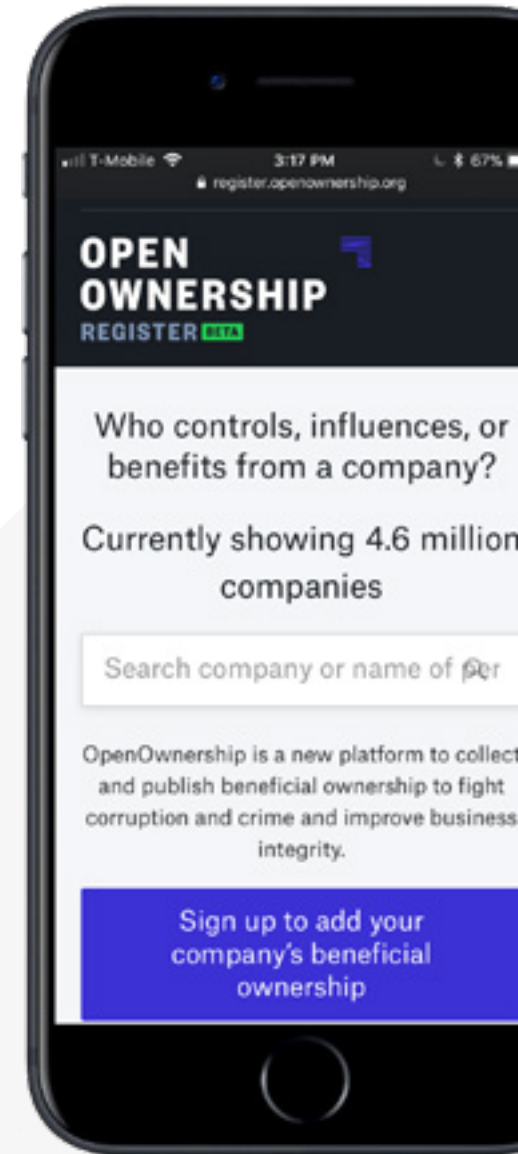 T-Mobile 3:17 PM 67%
register.openownership.org
OPEN
OWNERSHIP
REGISTER BETA
Who controls, influences, or
benefits from a company?
Currently showing 4.6 million
companies
Search company or name of per
OpenOwnership is a new platform to collect
and publish beneficial ownership to fight
corruption and crime and improve business
integrity.
Sign up to add your
company's beneficial
ownership